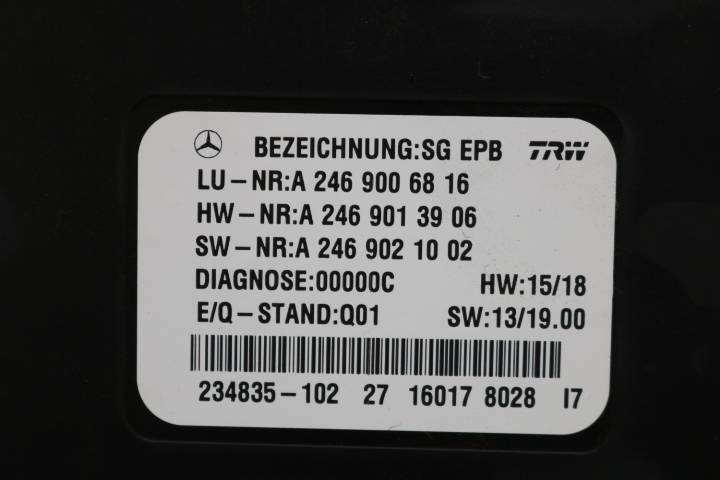 BEZEICHNUNG:SG EPB TRW
LU-NR:A 246 900 68 16
HW-NR:A 246 901 39 06
SW-NR:A 246 902 10 02
DIAGNOSE:00000C HW:15/18
E/Q-STAND:Q01 SW:13/19.00
234835-102 27 16017 8028 I7